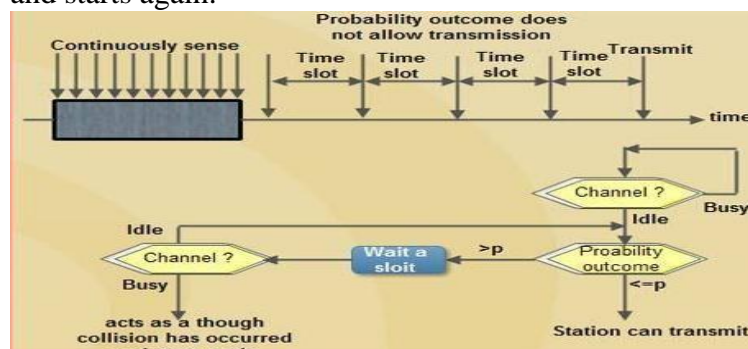 and starts again.
Probability outcome does
not allow transmission
Continuously sense
Time
slot
Time
slot
Time
slot
Time
slot
Transmit
time
Channel ?
Busy
Idle
Idle
Channel ?
Wait a
sloit
>p
Proability
outcome
Busy
<=p
acts as a though
collision has occurred
Station can transmit